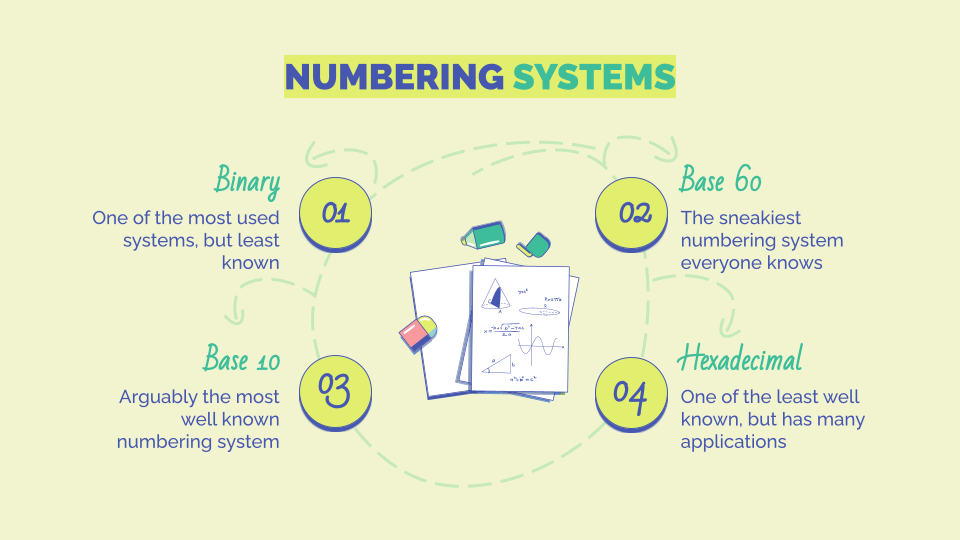 NUMBERING SYSTEMS
Binary
01
One of the most used
systems, but least
known
Base 60
02
The sneakiest
numbering system
everyone knows
Base 10
03
Arguably the most
well known
numbering system
Hexadecimal
04
One of the least well
known, but has many
applications